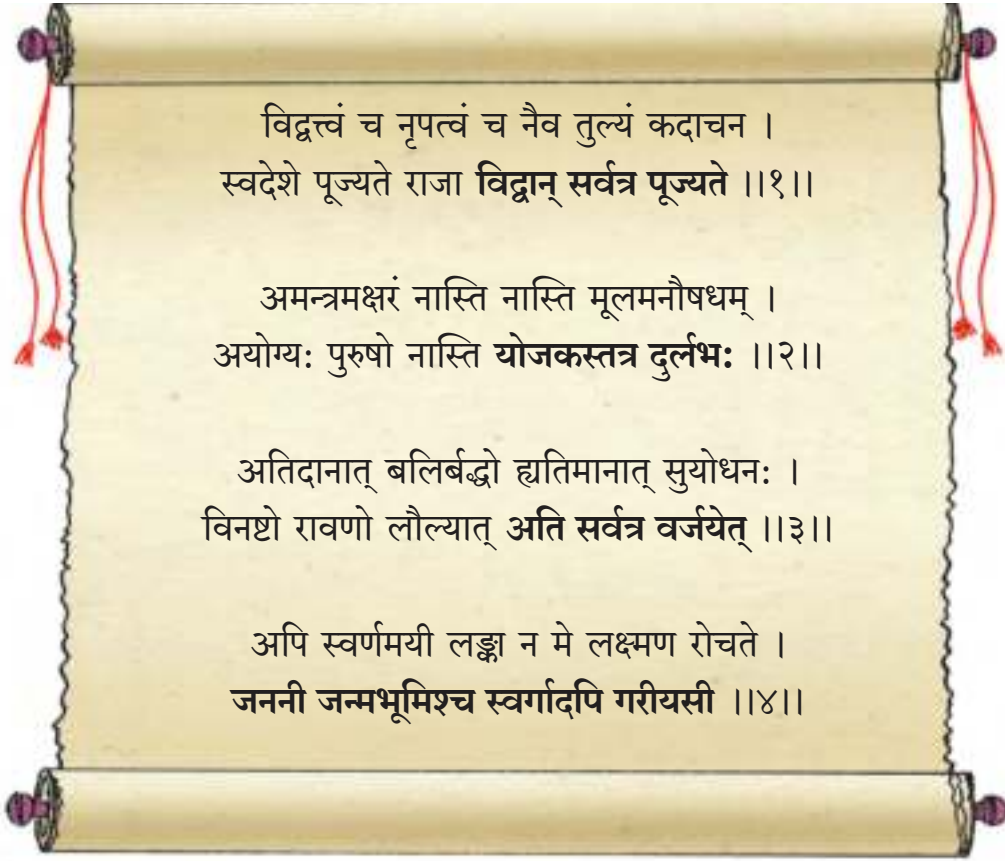 विद्वत्त्वं च नृपत्वं च नैव तुल्यं कदाचन ।
स्वदेशे पूज्यते राजा विद्वान् सर्वत्र पूज्यते ।।१।।
अमन्त्रमक्षरं नास्ति नास्ति मूलमनौषधम् ।
अयोग्य: पुरुषो नास्ति योजकस्तत्र दुर्लभ: ।।२।।
अतिदानात् बलिर्बद्धो ह्यतिमानात् सुयोधन: ।
विनष्टो रावणो लौल्यात् अति सर्वत्र वर्जयेत् ।।३।।
अपि स्वर्णमयी लङ्का न मे लक्ष्मण रोचते ।
जननी जन्मभूमिश्च स्वर्गादपि गरीयसी ।।४।।